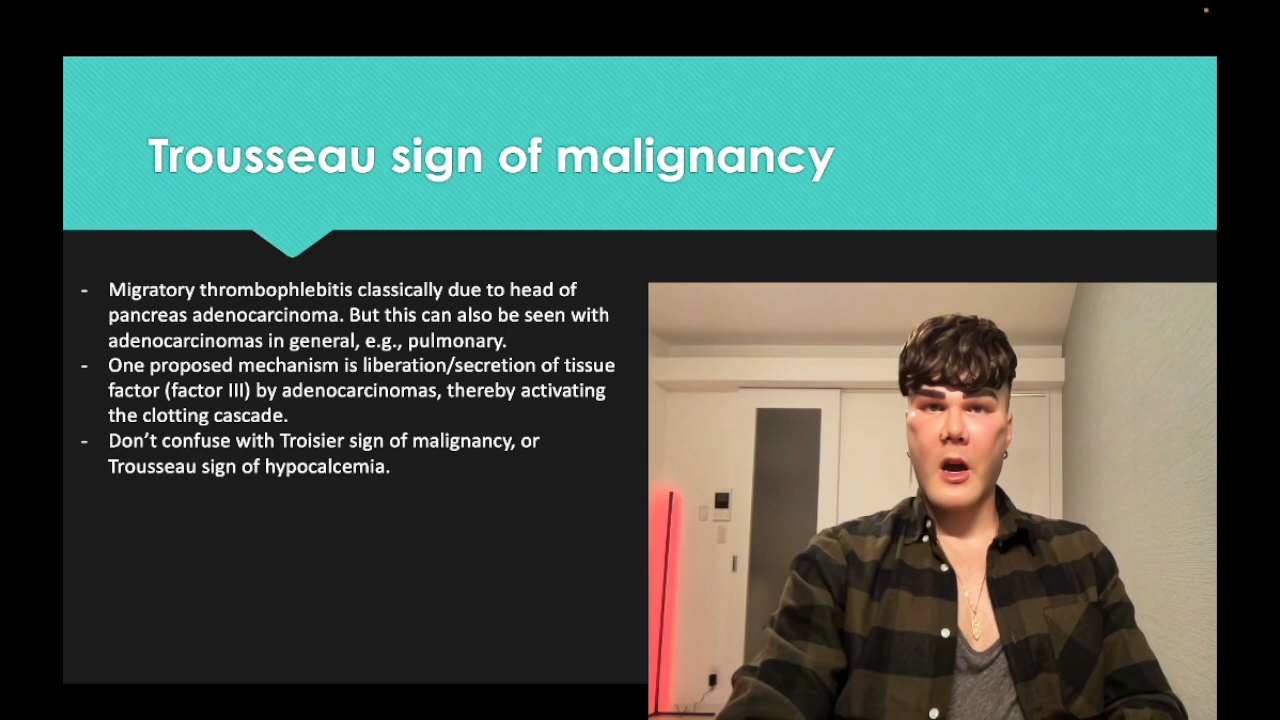 Trousseau sign of malignancy
- Migratory thrombophlebitis classically due to head of
pancreas adenocarcinoma. But this can also be seen with
adenocarcinomas in general, e.g., pulmonary.
- One proposed mechanism is liberation/secretion of tissue
factor (factor III) by adenocarcinomas, thereby activating
the clotting cascade.
- Don’t confuse with Troisier sign of malignancy, or
Trousseau sign of hypocalcemia.